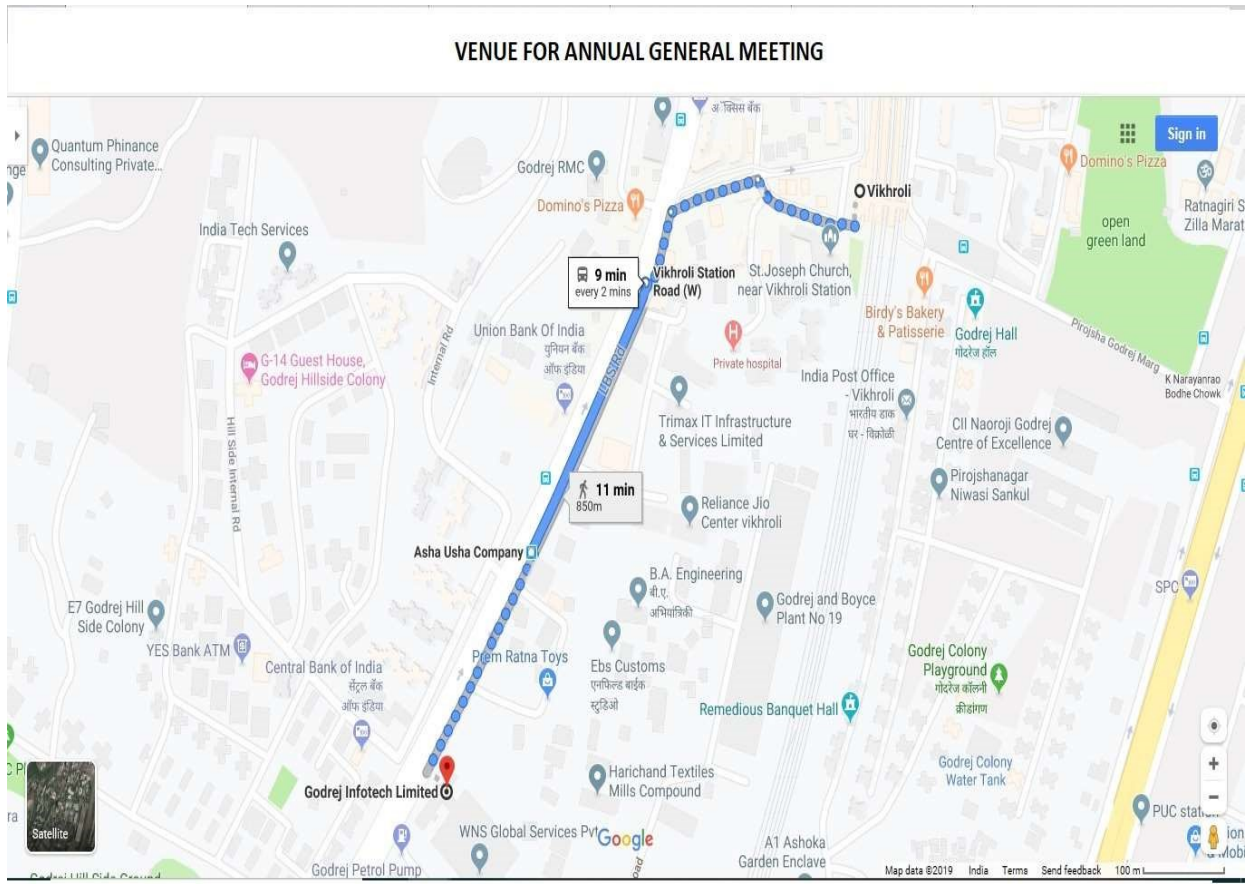 VENUE FOR ANNUAL GENERAL MEETING
Quantum Phinance
Consulting Private...
nge
Godrej RMC
Domino's Pizza
Sign in
Vikhroli
Domino's Pizza
Ratnagiri S
Zilla Marat
open
green land
India Tech Services
9 min
every 2 mins
Vikhroli Station
Road (W)
St.Joseph Church,
near Vikhroli Station
Birdy's Bakery
& Patisserie
Godrej Hall
गोदरेज हॉल
Pirojsha Godrej Marg
K Narayanrao
Bodhe Chowk
Union Bank Of India
युनियन बँक
ऑफ इंडिया
Internal Rd
LBS Rd
Private hospital
G-14 Guest House,
Godrej Hillside Colony
Hill Side Internal Rd
India Post Office
- Vikhroli
भारतीय डाक
घर - विक्रोळी
Trimax IT Infrastructure
& Services Limited
CII Naoroji Godrej
Centre of Excellence
Pirojshanagar
Niwasi Sankul
11 min
850m
Reliance Jio
Center vikhroli
Asha Usha Company
B.A. Engineering
बी.ए.
अभियांत्रिकी
Godrej and Boyce
Plant No 19
SPC
E7 Godrej Hill
Side Colony
YES Bank ATM
Central Bank of India
सेंट्रल बँक
ऑफ इंडिया
Prem Ratna Toys
Ebs Customs
एनफिल्ड बाईक
स्टुडिओ
Remedious Banquet Hall
Godrej Colony
Playground
गोदरेज कॉलनी
क्रीडांगण
Godrej Colony
Water Tank
Godrej Infotech Limited
Harichand Textiles
Mills Compound
PUC station
Satellite
WNS Global Services Pvt
Google
Godrej Petrol Pump
A1 Ashoka
Garden Enclave
Map data ©2019 India Terms Send feedback 100 m